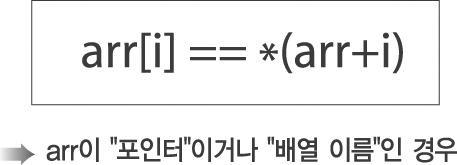 arr[i] == *(arr+i)
arr이 "포인터"이거나 "배열 이름"인 경우